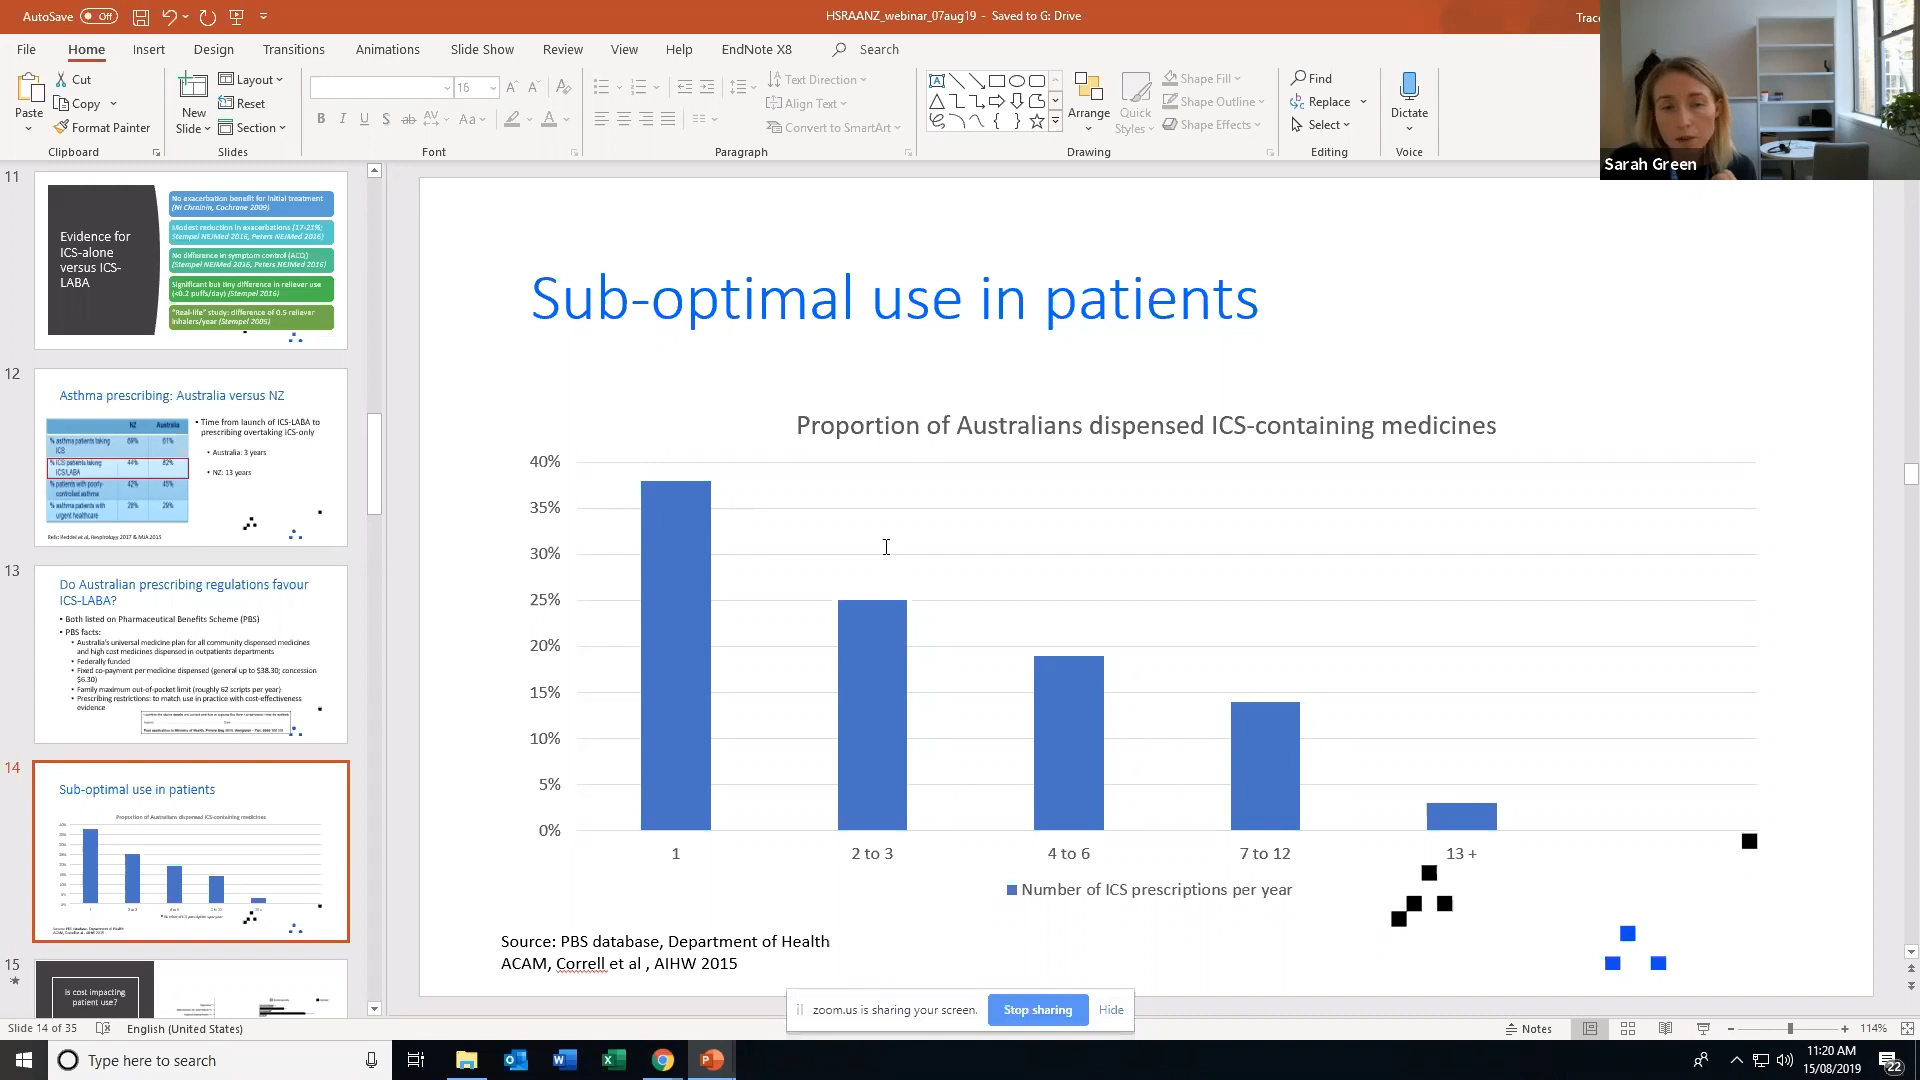 AutoSave Off
HSRAANZ_webinar_07aug19 - Saved to G: Drive
Trac
File Home Insert Design Transitions Animations Slide Show Review View Help EndNote X8 Search
Paste
Cut
Copy
Format Painter
Clipboard
New
Slide
Layout
Reset
Section
Slides
16
B I U S ab AV Aa A
Font
Text Direction
Align Text
Convert to SmartArt
Paragraph
Arrange
Quick
Styles
Shape Fill
Shape Outline
Shape Effects
Drawing
Find
Replace
Select
Editing
Dictate
Voice
Sarah Green
11
Evidence for
ICS-alone
versus ICS-
LABA
No exacerbation benefit for initial treatment
(Ni Chroinin, Cochrane 2009)
Modest reduction in exacerbations (17-21%;
Stempel NEJMed 2016, Peters NEJMed 2016)
No difference in symptom control (ACQ)
(Stempel NEJMed 2016, Peters NEJMed 2016)
Significant but tiny difference in reliever use
(<0.2 puffs/day) (Stempel 2016)
"Real-life" study: difference of 0.5 reliever
inhalers/year (Stempel 2005)
12
Asthma prescribing: Australia versus NZ
NZ Australia
% asthma patients taking
ICS 69% 61%
% ICS patients taking
ICS/LABA 44% 82%
% patients with poorly-
controlled asthma 42% 45%
% asthma patients with
urgent healthcare 28% 29%
• Time from launch of ICS-LABA to
prescribing overtaking ICS-only
• Australia: 3 years
• NZ: 13 years
Refs: Reddel et al, Respirology 2017 & MJA 2015
13
Do Australian prescribing regulations favour
ICS-LABA?
• Both listed on Pharmaceutical Benefits Scheme (PBS)
• PBS facts:
• Australia's universal medicine plan for all community dispensed medicines
and high cost medicines dispensed in outpatients departments
• Federally funded
• Fixed co-payment per medicine dispensed (general up to $38.30; concession
$6.30)
• Family maximum out-of-pocket limit (roughly 62 scripts per year)
• Prescribing restrictions: to match use in practice with cost-effectiveness
evidence
14
Sub-optimal use in patients
Proportion of Australians dispensed ICS-containing medicines
15
is cost impacting
patient use?
Sub-optimal use in patients
Proportion of Australians dispensed ICS-containing medicines
40%
35%
30%
25%
20%
15%
10%
5%
0%
1 2 to 3 4 to 6 7 to 12 13 +
Number of ICS prescriptions per year
Source: PBS database, Department of Health
ACAM, Correll et al , AIHW 2015
zoom.us is sharing your screen. Stop sharing Hide
Slide 14 of 35 English (United States) Notes 114%
Type here to search
11:20 AM
15/08/2019
22